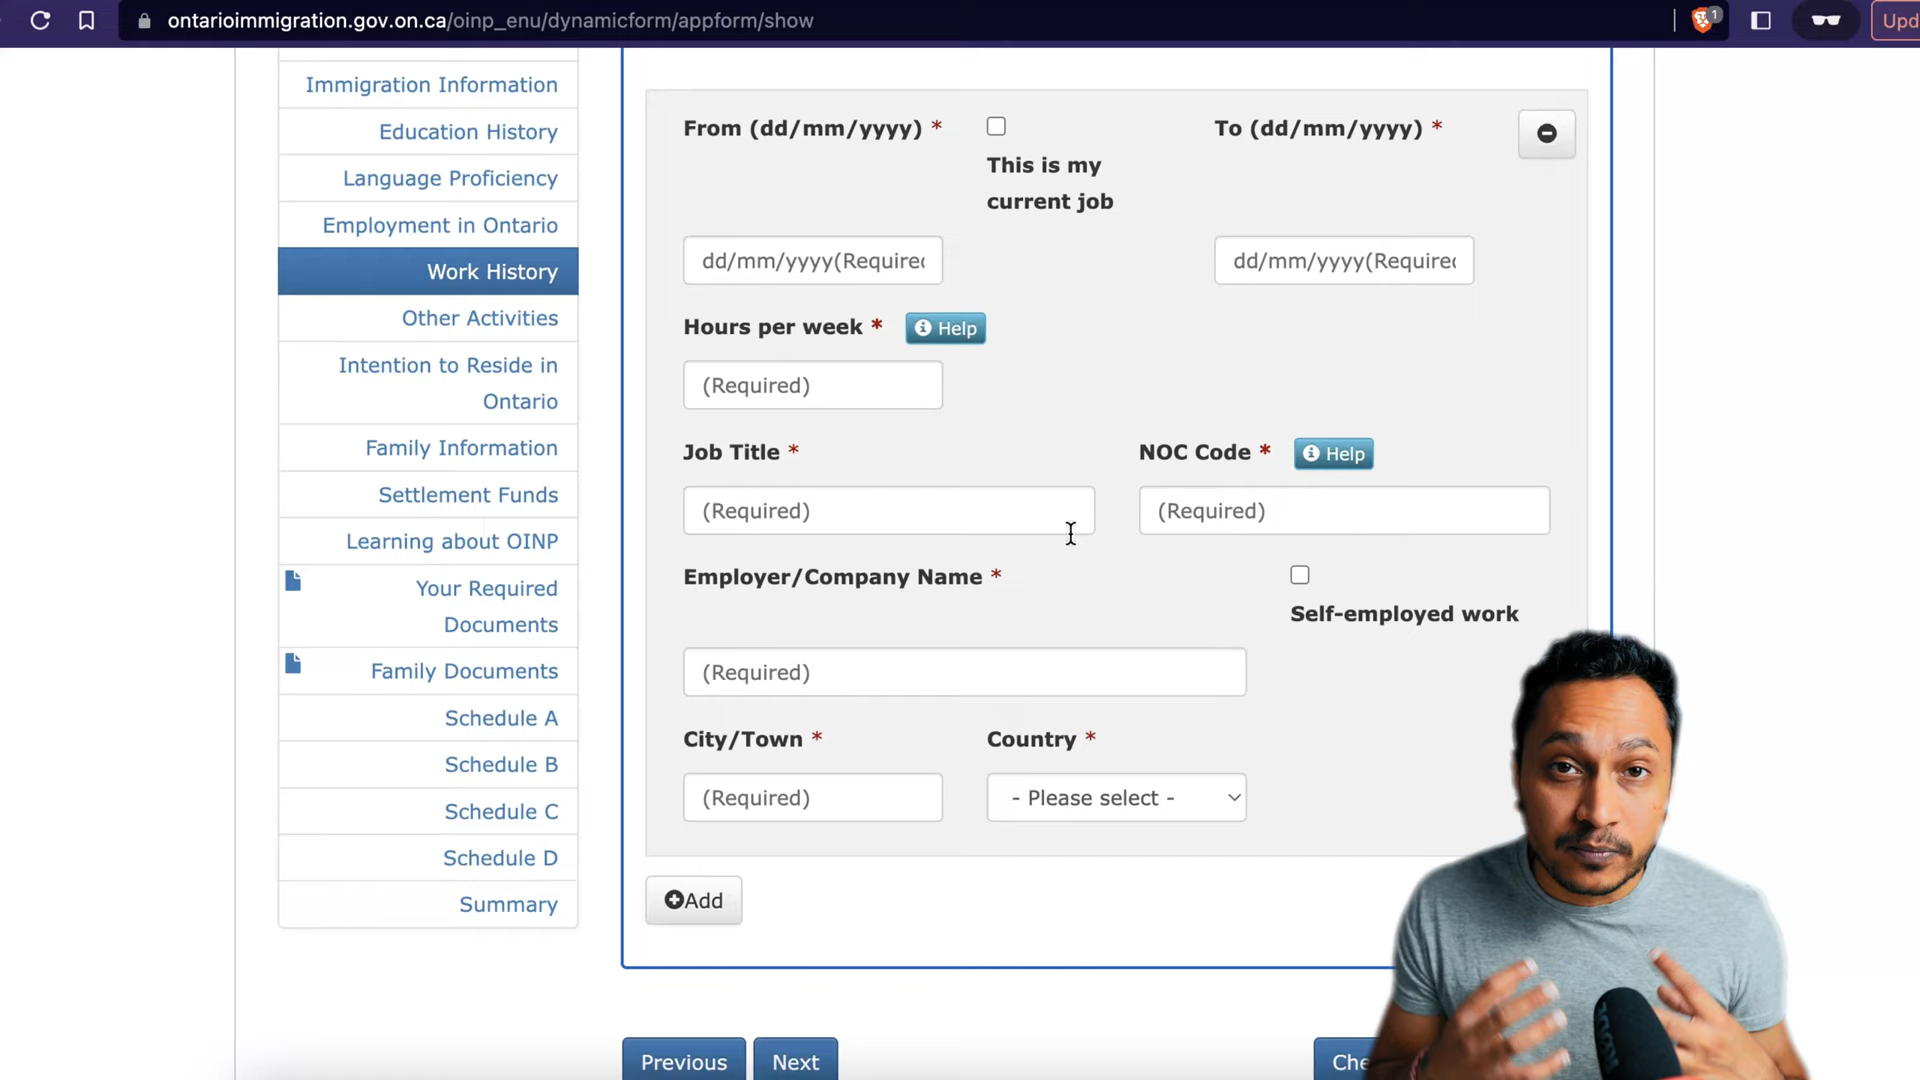 ontarioimmigration.gov.on.ca/oinp_enu/dynamicform/appform/show
1
Upd
Immigration Information
Education History
Language Proficiency
Employment in Ontario
Work History
Other Activities
Intention to Reside in
Ontario
Family Information
Settlement Funds
Learning about OINP
Your Required
Documents
Family Documents
Schedule A
Schedule B
Schedule C
Schedule D
Summary
From (dd/mm/yyyy) *
This is my
current job
To (dd/mm/yyyy) *
dd/mm/yyyy(Require
dd/mm/yyyy(Require
Hours per week * Help
(Required)
Job Title *
NOC Code * Help
(Required)
(Required)
Employer/Company Name *
Self-employed work
(Required)
City/Town *
Country *
(Required)
- Please select -
Add
Previous
Next
Che